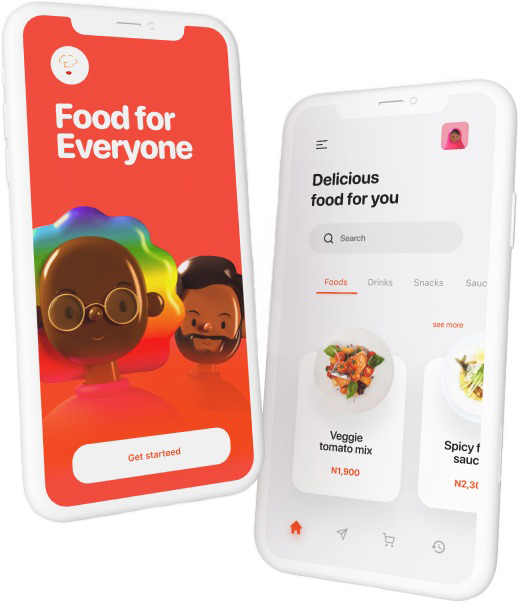 Food for
Everyone
Get starteed
Delicious
food for you
Search
Foods Drinks Snacks Sauc
see more
Veggie
tomato mix
N1,900
Spicy f
sauc
N2,30